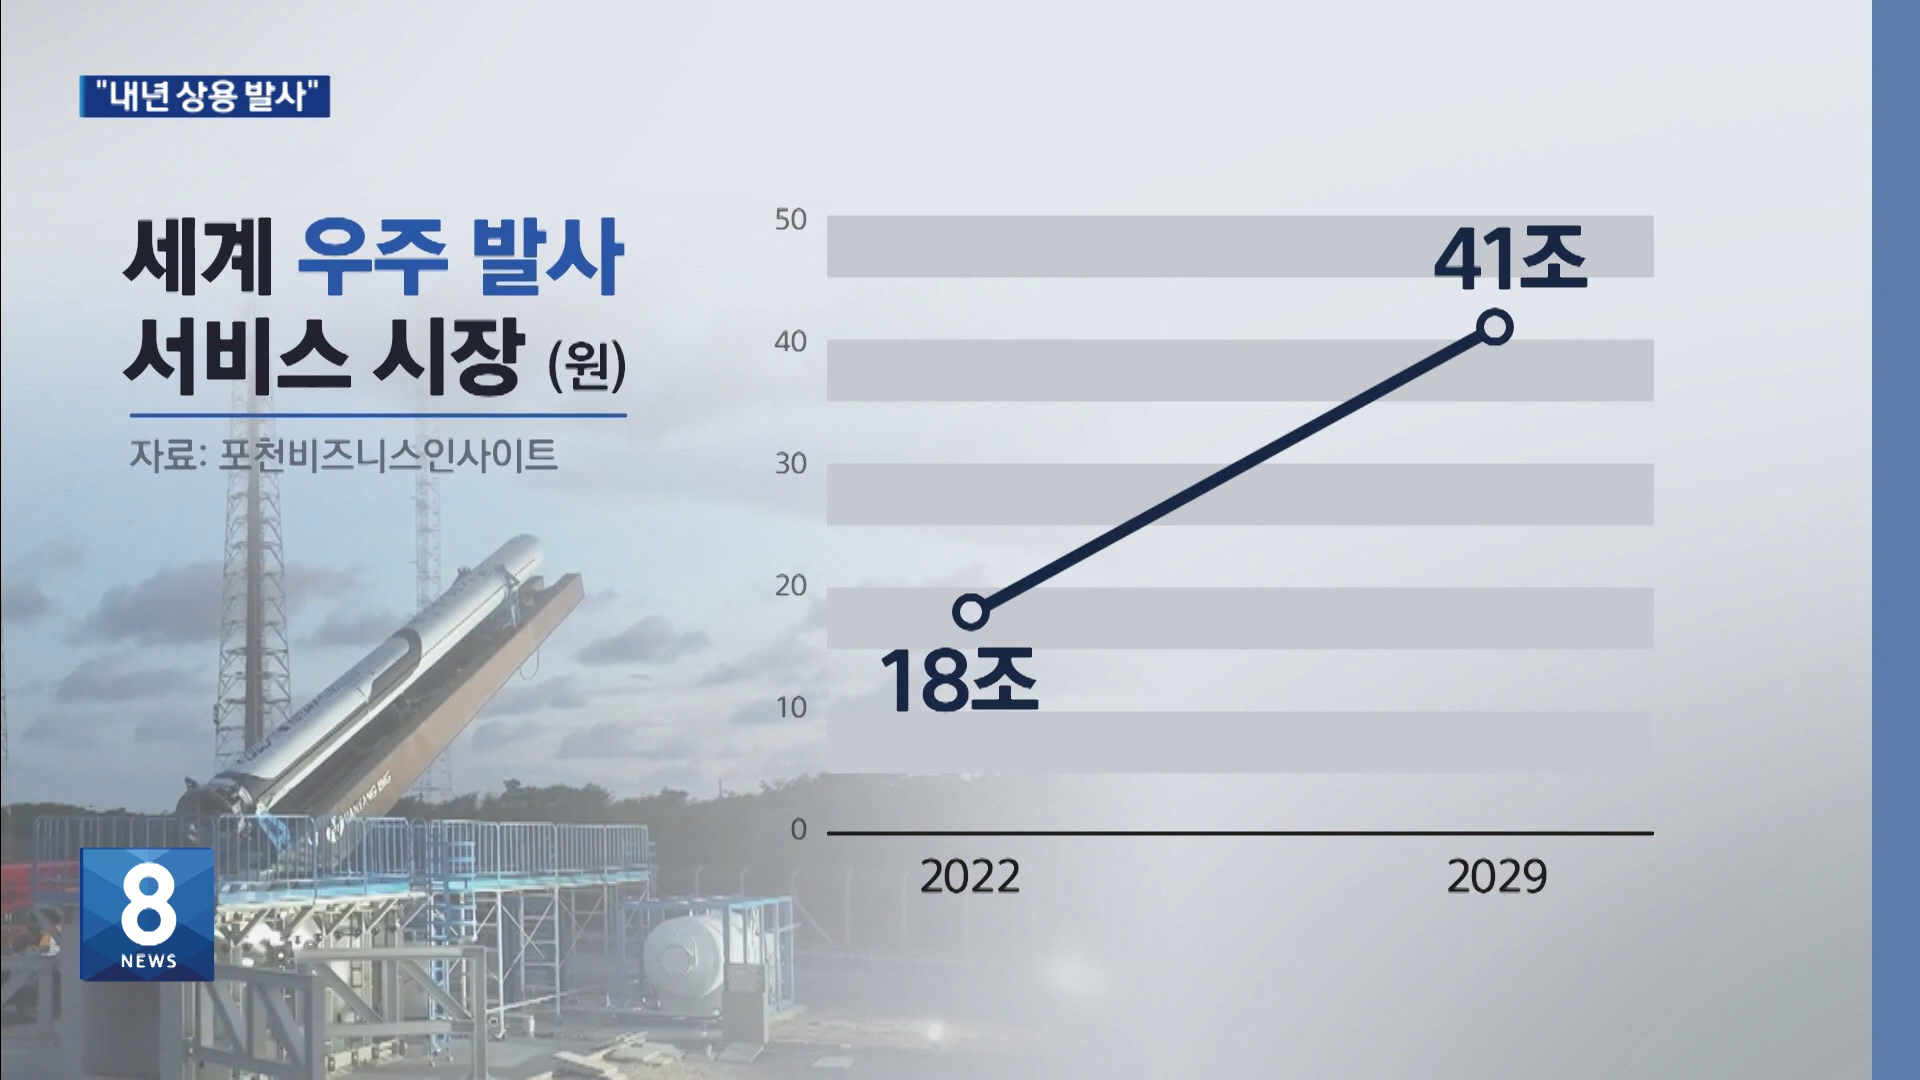 "내년 상용 발사"
세계 우주 발사
서비스 시장 (원)
자료: 포천비즈니스인사이트
50
40
30
20
10
0
41조
18조
2022
2029
8
NEWS